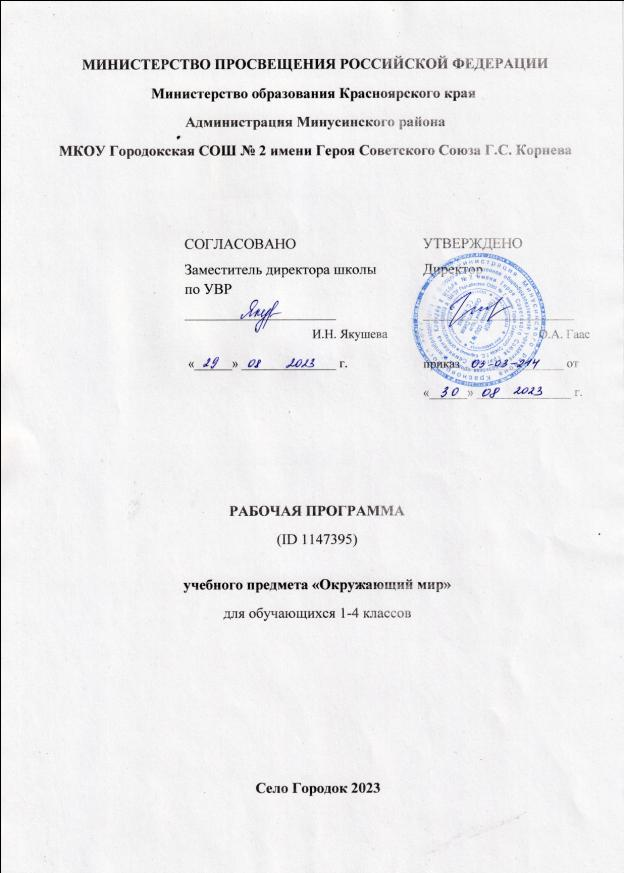 МИНИСТЕРСТВО ПРОСВЕЩЕНИЯ РОССИЙСКОЙ ФЕДЕРАЦИИ
Министерство образования Красноярского края
Администрация Минусинского района
МКОУ Городокская СОШ № 2 имени Героя Советского Союза Г.С. Корнева
СОГЛАСОВАНО
Заместитель директора школы
по УВР
И.Н. Якушева
« 29 » 08 2023 г.
УТВЕРЖДЕНО
Директор
О.А. Гаас
приказ 03-03-214 от
« 30 » 08 2023 г.
РАБОЧАЯ ПРОГРАММА
(ID 1147395)
учебного предмета «Окружающий мир»
для обучающихся 1-4 классов
Село Городок 2023